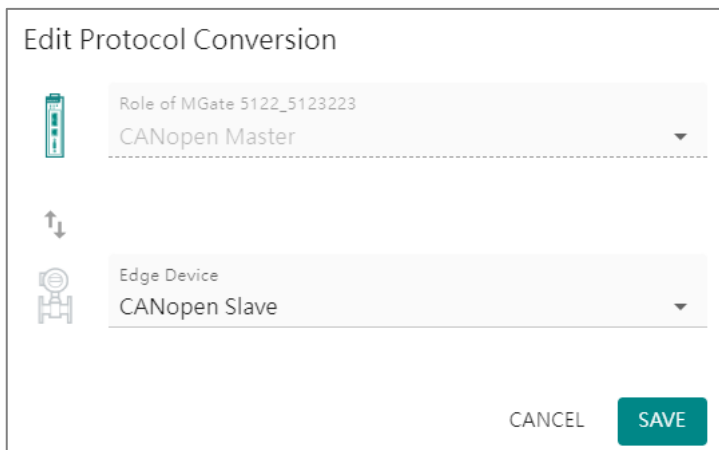 Edit Protocol Conversion
Role of MGate 5122_5123223
CANopen Master
Edge Device
CANopen Slave
CANCEL
SAVE